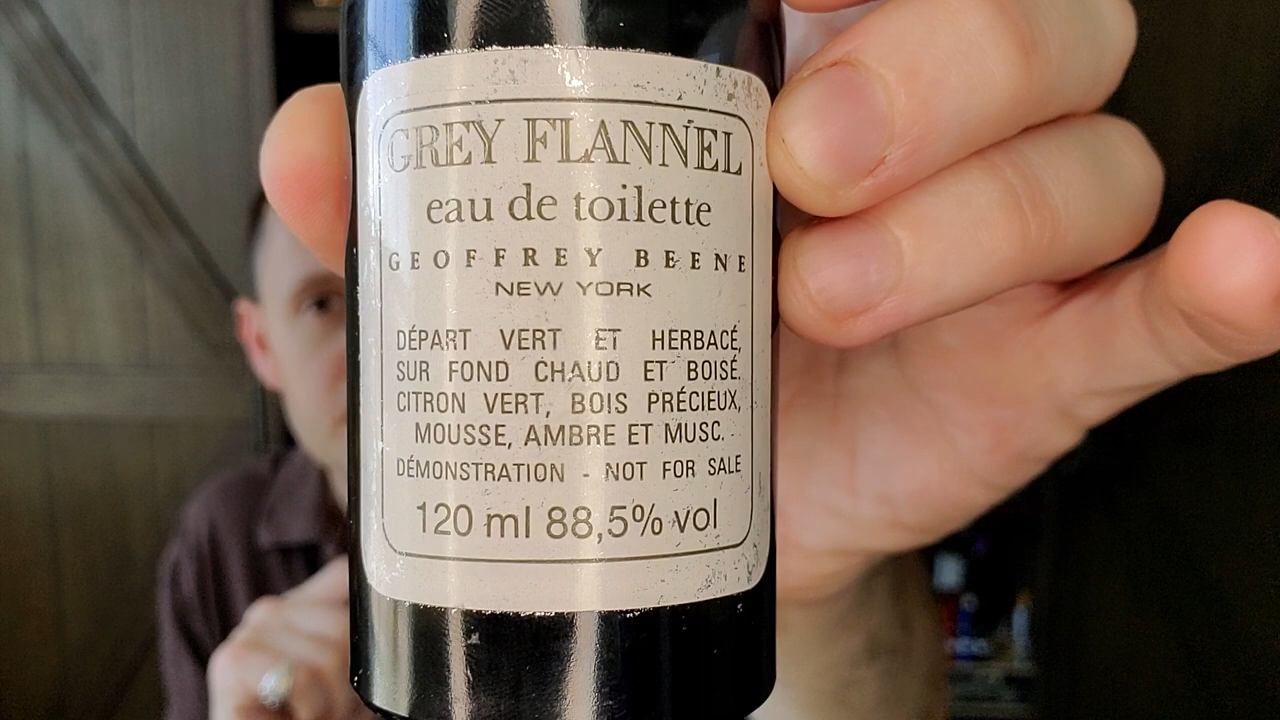 GREY FLANNEL
eau de toilette
GEOFFREY BEENE
NEW YORK
DÉPART VERT ET HERBACÉ,
SUR FOND CHAUD ET BOISÉ.
CITRON VERT, BOIS PRÉCIEUX,
MOUSSE, AMBRE ET MUSC.
DÉMONSTRATION - NOT FOR SALE
120 ml 88,5% vol